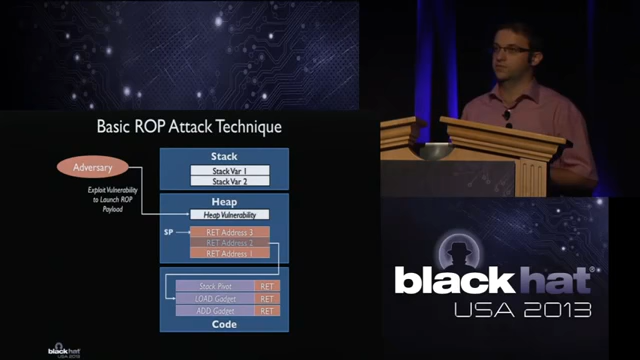 Basic ROP Attack Technique
Adversary
Exploit Vulnerability
to Launch ROP
Payload
Stack
Stack Var 1
Stack Var 2
Heap
Heap Vulnerability
SP
RET Address 3
RET Address 2
RET Address 1
Stack Pivot RET
LOAD Gadget RET
ADD Gadget RET
Code
black hat
USA 2013
black hat®
USA 2013